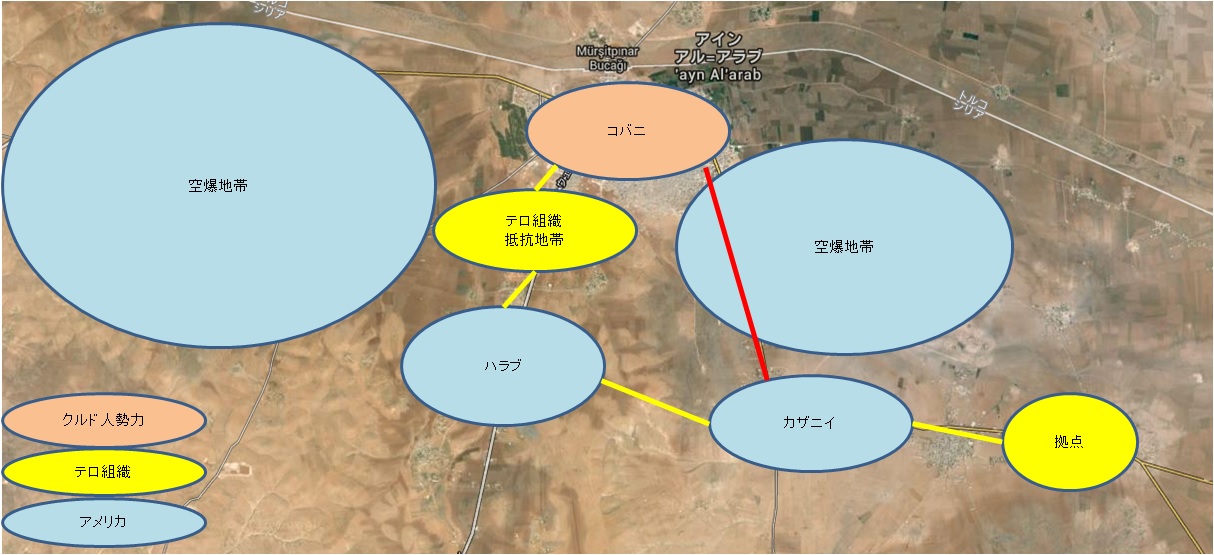 トルコ
シリア
Mürşitpınar
Bucağı
アイン
アル=アラブ
'ayn Al'arab
トルコ
シリア
コバニ
空爆地帯
テロ組織
抵抗地帯
空爆地帯
ハラブ
カザニイ
拠点
クルド人勢力
テロ組織
アメリカ